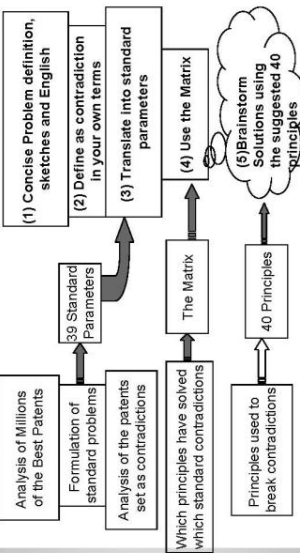 Analysis of Millions
of the Best Patents
Formulation of
standard problems
Analysis of the patents
set as contradictions
Which principles have solved
which standard contradictions
Principles used to
break contradictions
39 Standard
Parameters
The Matrix
40 Principles
(1) Concise Problem definition,
sketches and English
(2) Define as contradiction
in your own terms
(3) Translate into standard
parameters
(4) Use the Matrix
(5)Brainstorm
Solutions using
the suggested 40
principles